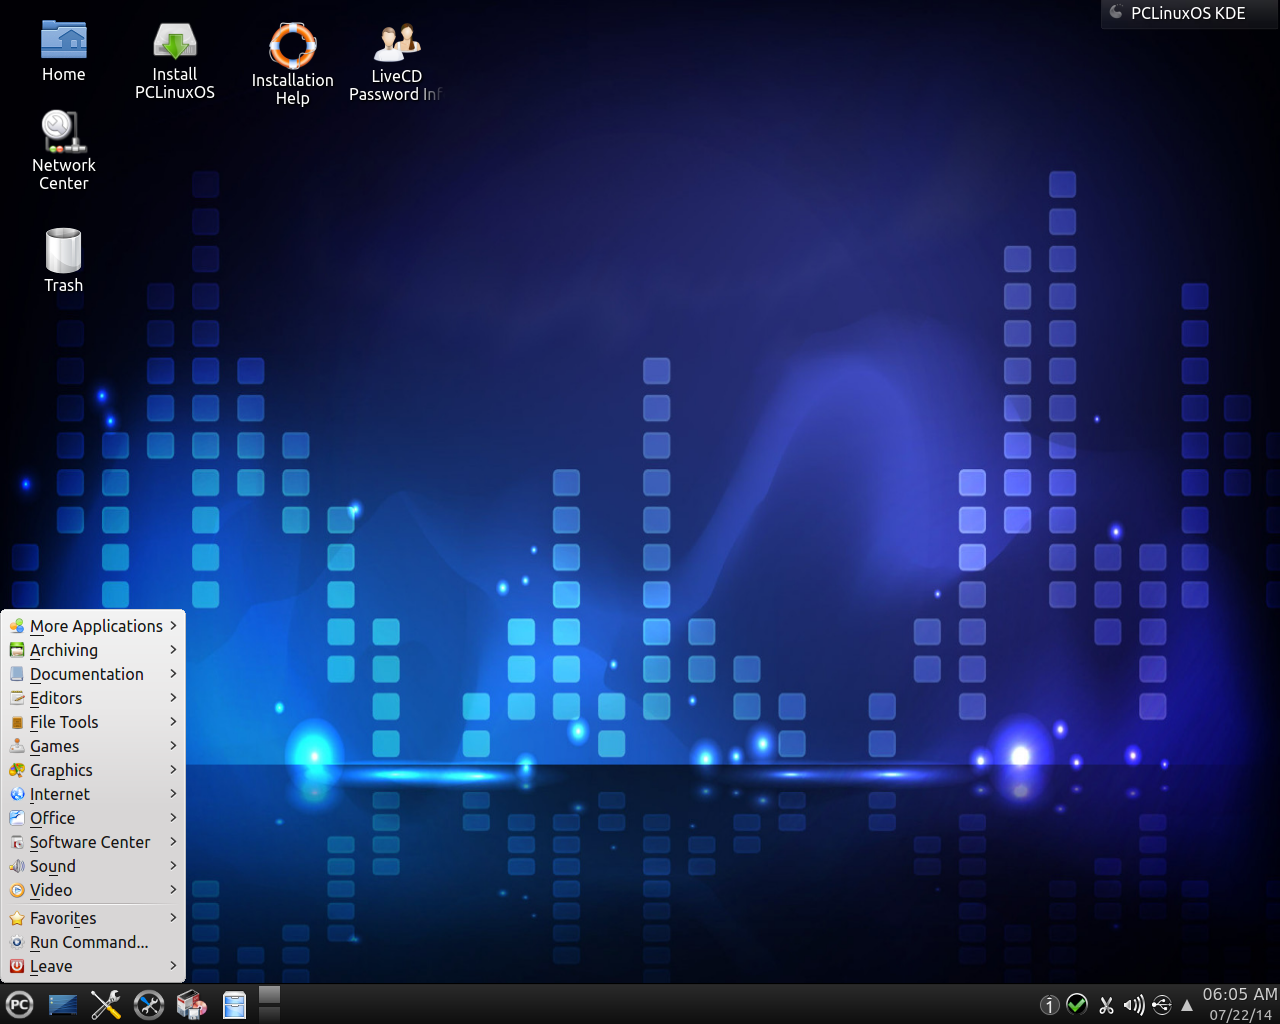 PCLinuxOS KDE
Home
Install
PCLinuxOS
Installation
Help
LiveCD
Password Inf
Network
Center
Trash
More Applications
Archiving
Documentation
Editors
File Tools
Games
Graphics
Internet
Office
Software Center
Sound
Video
Favorites
Run Command...
Leave
PC
1
06:05 AM
07/22/14